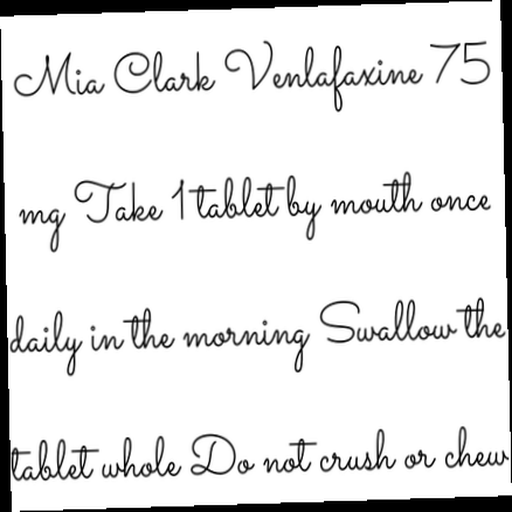 Mia Clark Venlafaxine 75
mg Take 1 tablet by mouth once
daily in the morning Swallow the
tablet whole Do not crush or chew